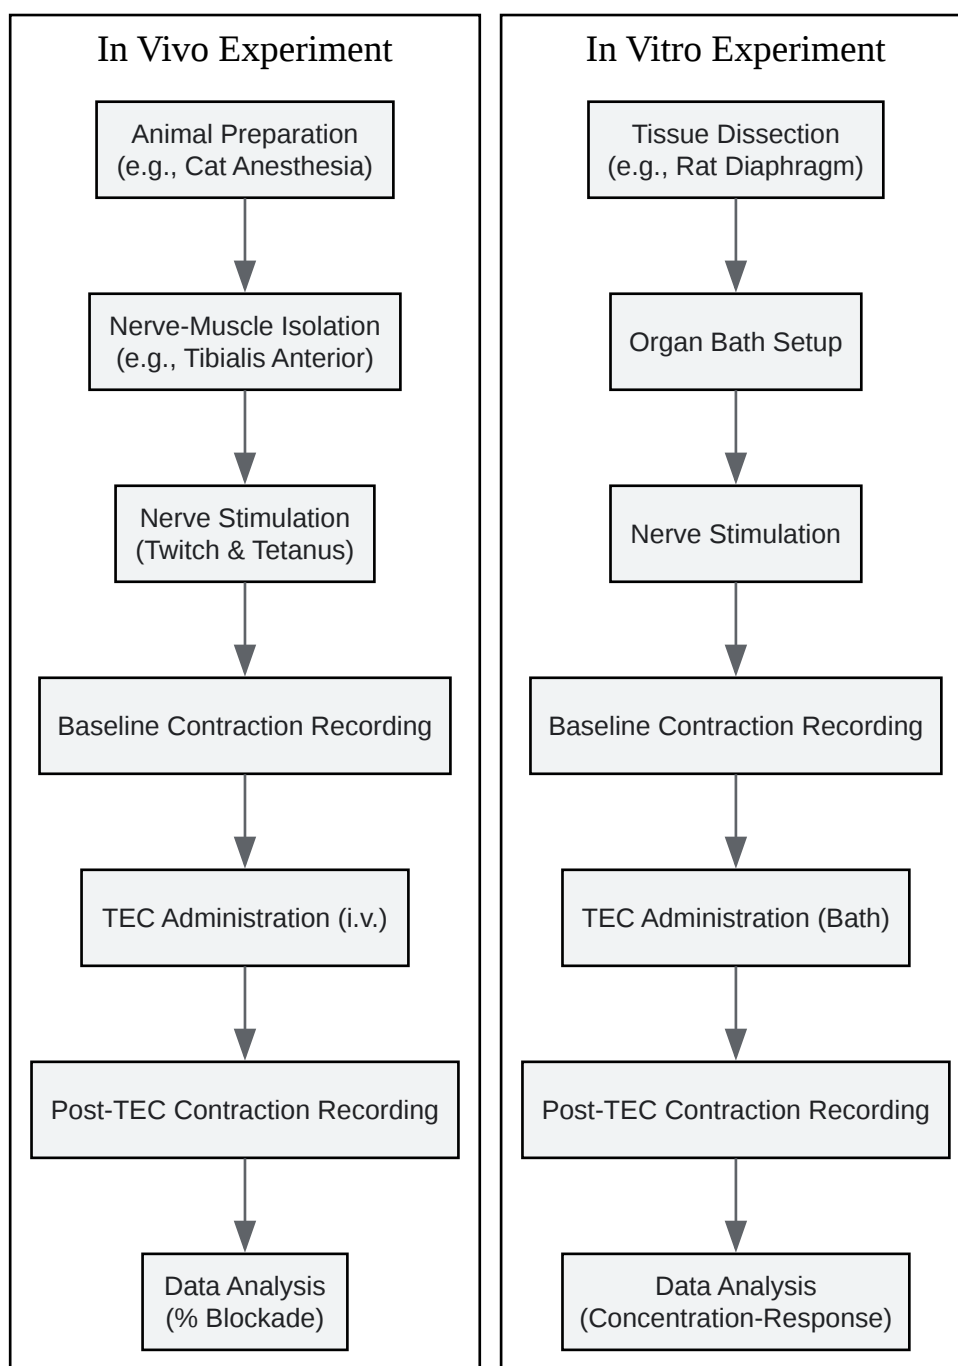 In Vivo Experiment
Animal Preparation
(e.g., Cat Anesthesia)
Nerve-Muscle Isolation
(e.g., Tibialis Anterior)
Nerve Stimulation
(Twitch & Tetanus)
Baseline Contraction Recording
TEC Administration (i.v.)
Post-TEC Contraction Recording
Data Analysis
(% Blockade)
In Vitro Experiment
Tissue Dissection
(e.g., Rat Diaphragm)
Organ Bath Setup
Nerve Stimulation
Baseline Contraction Recording
TEC Administration (Bath)
Post-TEC Contraction Recording
Data Analysis
(Concentration-Response)